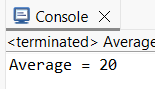 Console
<terminated> Average
Average = 20